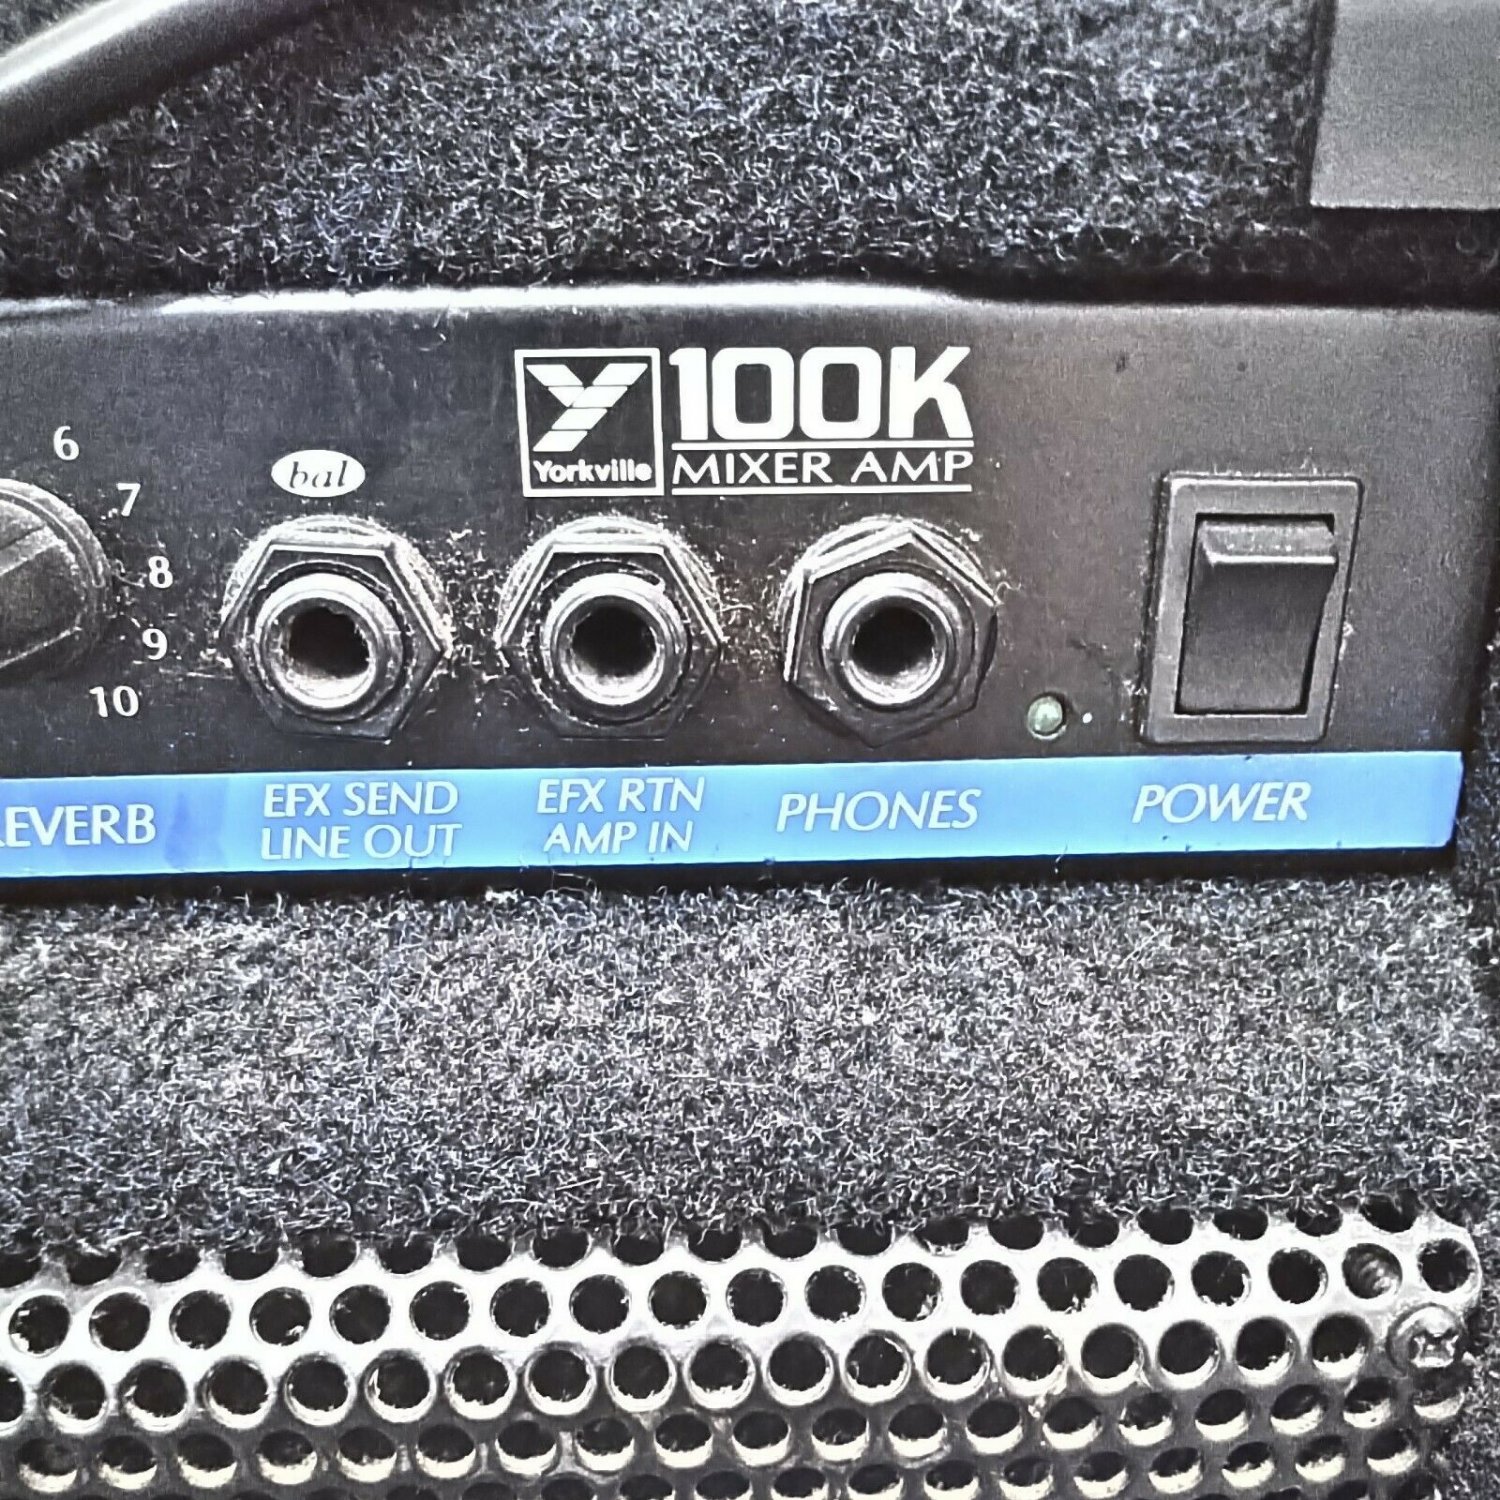 100K
Yorkville
MIXER AMP
6
7
8
9
10
bal
EVERB
EFX SEND
LINE OUT
EFX RTN
AMP IN
PHONES
POWER